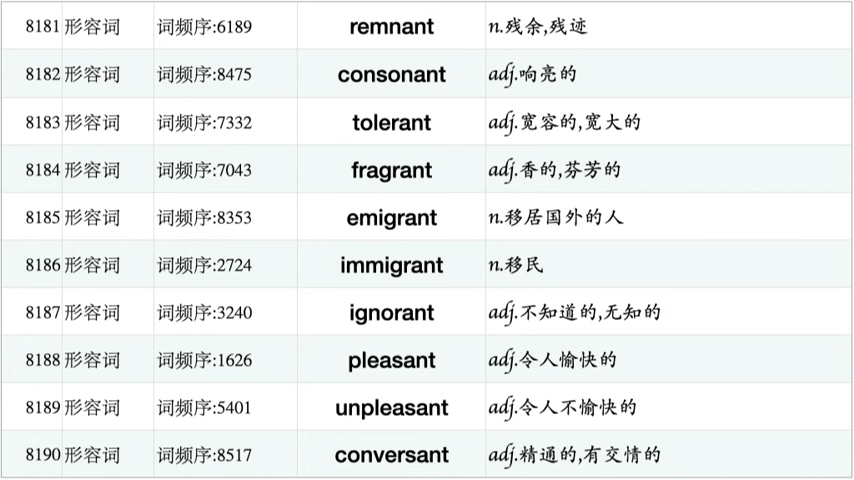 8181 形容词 词频序:6189 remnant n.残余,残迹
8182 形容词 词频序:8475 consonant adj.响亮的
8183 形容词 词频序:7332 tolerant adj.宽容的,宽大的
8184 形容词 词频序:7043 fragrant adj.香的,芬芳的
8185 形容词 词频序:8353 emigrant n.移居国外的人
8186 形容词 词频序:2724 immigrant n.移民
8187 形容词 词频序:3240 ignorant adj.不知道的,无知的
8188 形容词 词频序:1626 pleasant adj.令人愉快的
8189 形容词 词频序:5401 unpleasant adj.令人不愉快的
8190 形容词 词频序:8517 conversant adj.精通的,有交情的